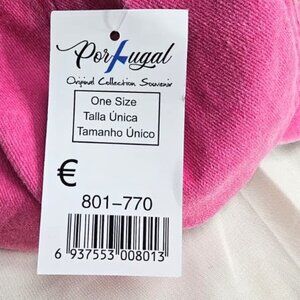 Portugal
Original Collection Souvenir
One Size
Talla Única
Tamanho Único
€
801-770
6 937553 008013